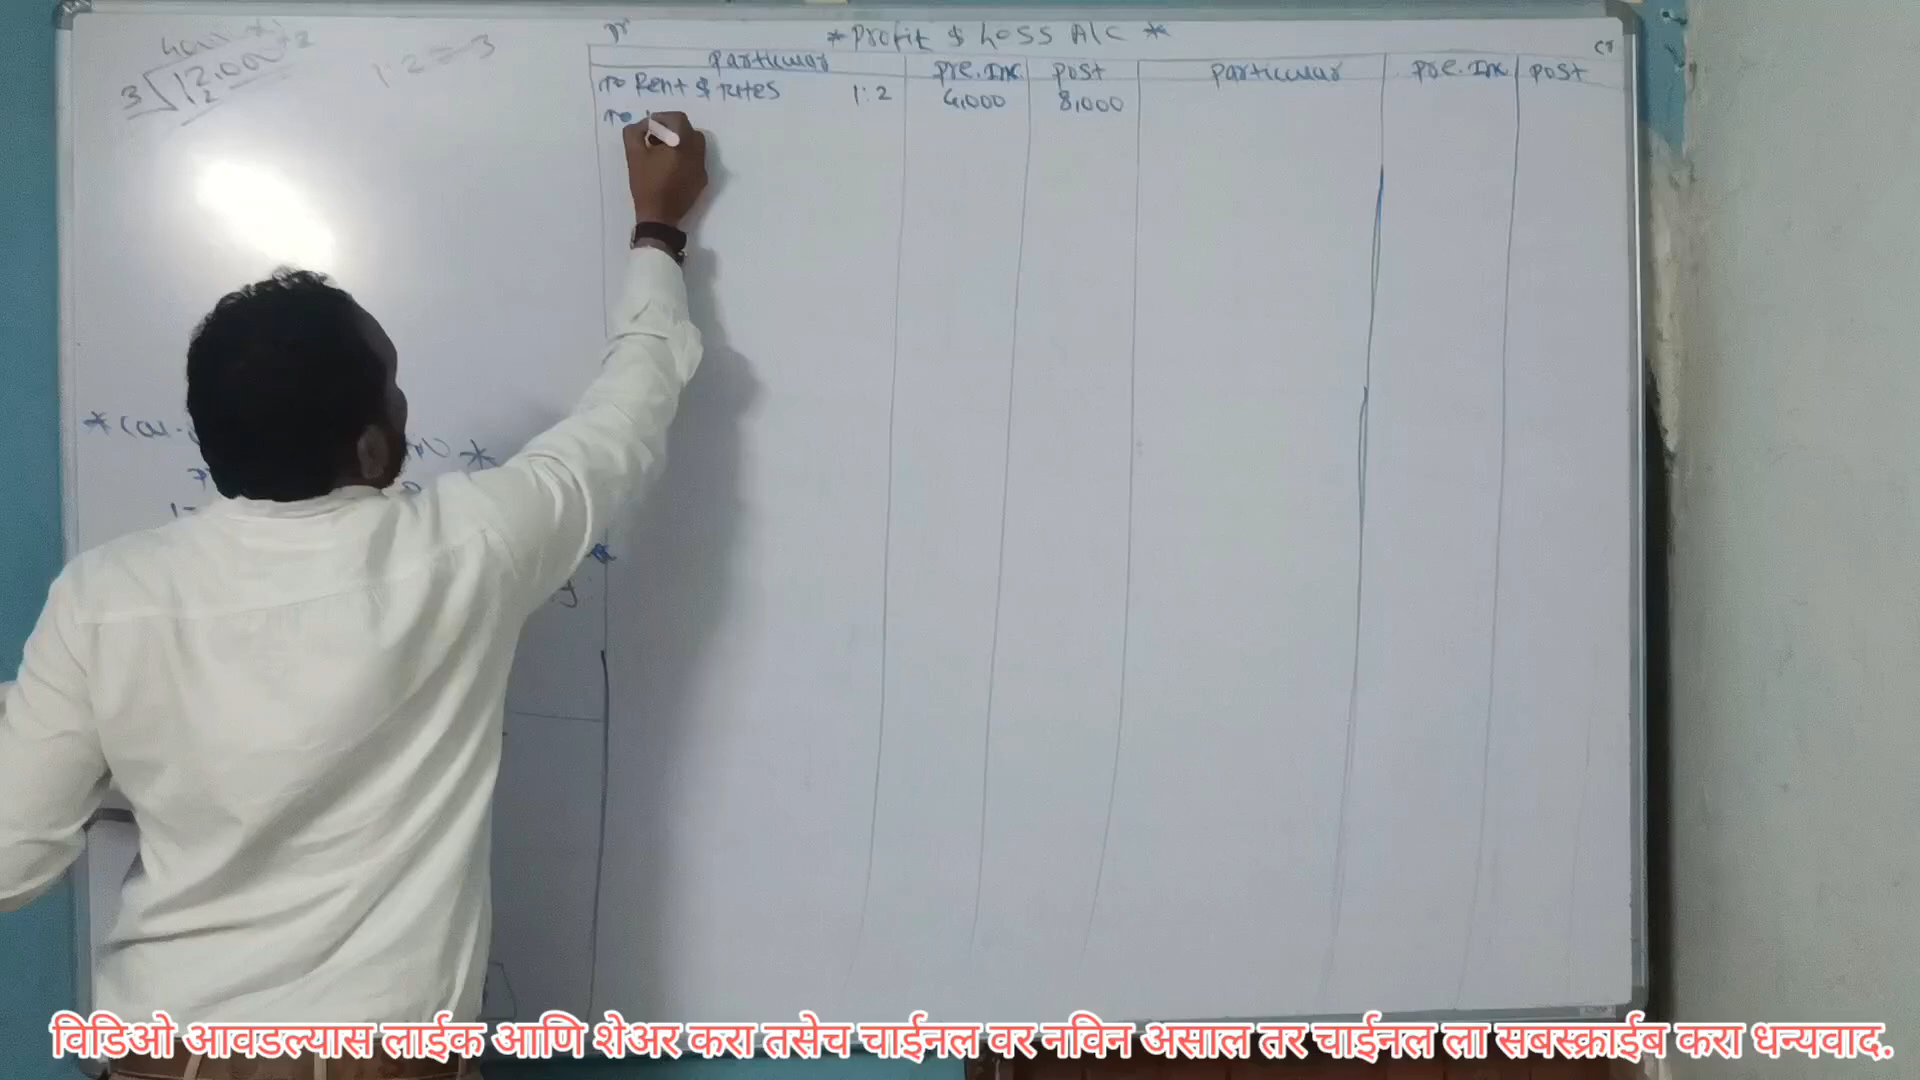 3 √12,000
1:2 = 3
Dr * Profit & Loss A/C * Cr
Particular Pre.Inc Post Particular Pre.Inc Post
To Rent & Rates 1:2 4,000 8,000
To
विडिओ आवडल्यास लाईक आणि शेअर करा तसेच चाईनल वर नविन असाल तर चाईनल ला सबस्क्राईब करा धन्यवाद.